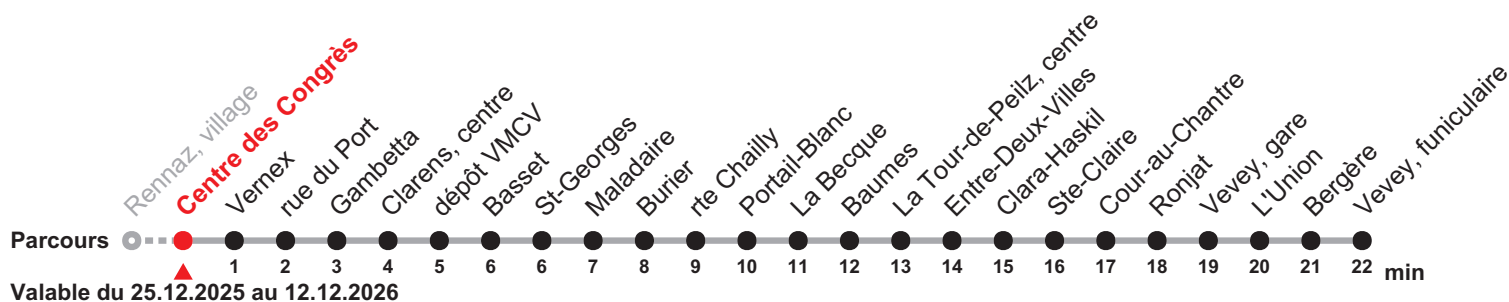 Rennaz, village
Centre des Congrès
Vernex
rue du Port
Gambetta
Clarens, centre
dépôt VMCV
Basset
St-Georges
Maladaire
Burier
rte Chailly
Portail-Blanc
La Becque
Baumes
La Tour-de-Peilz, centre
Entre-Deux-Villes
Clara-Haskil
Ste-Claire
Cour-au-Chantre
Ronjat
Vevey, gare
L'Union
Bergère
Vevey, funiculaire
Parcours
1 2 3 4 5 6 6 7 8 9 10 11 12 13 14 15 16 17 18 19 20 21 22 min
Valable du 25.12.2025 au 12.12.2026